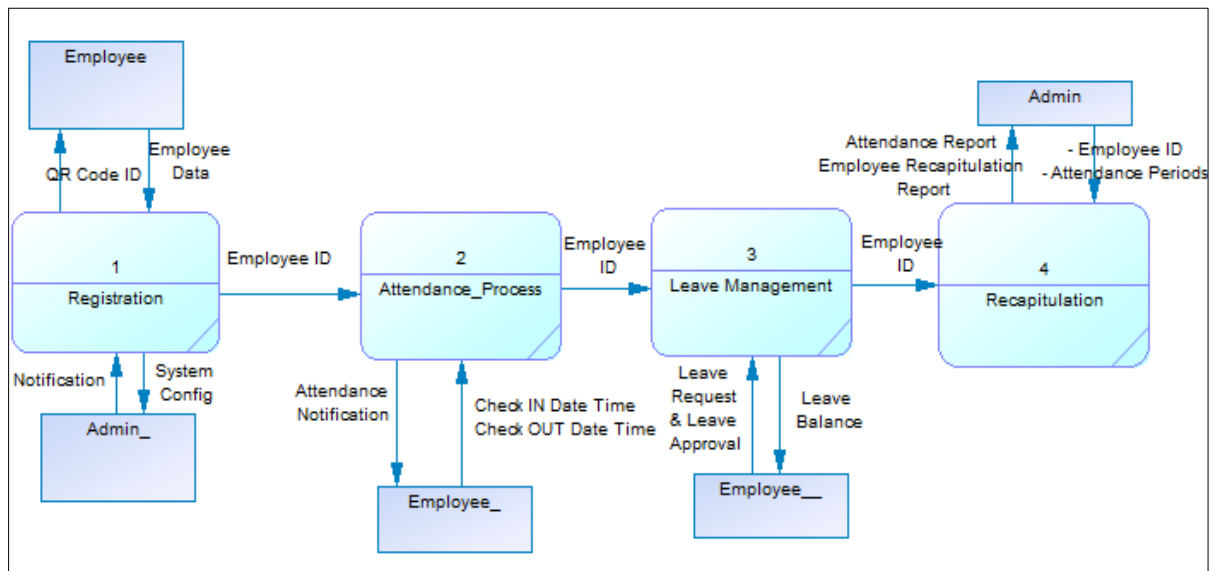 Employee
QR Code ID
Employee
Data
1
Registration
Employee ID
Notification
System
Config
Admin_
2
Attendance_Process
Employee
ID
Attendance
Notification
Check IN Date Time
Check OUT Date Time
Employee_
3
Leave Management
Employee
ID
Leave
Request
& Leave
Approval
Leave
Balance
Employee__
Admin
Attendance Report
Employee Recapitulation
Report
- Employee ID
- Attendance Periods
4
Recapitulation